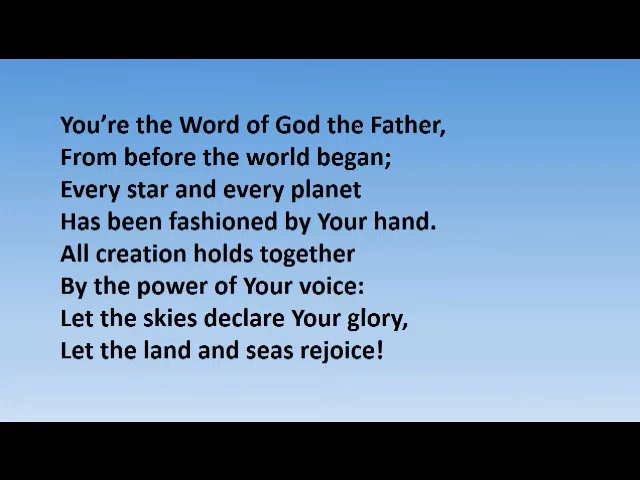 You’re the Word of God the Father,
From before the world began;
Every star and every planet
Has been fashioned by Your hand.
All creation holds together
By the power of Your voice:
Let the skies declare Your glory,
Let the land and seas rejoice!